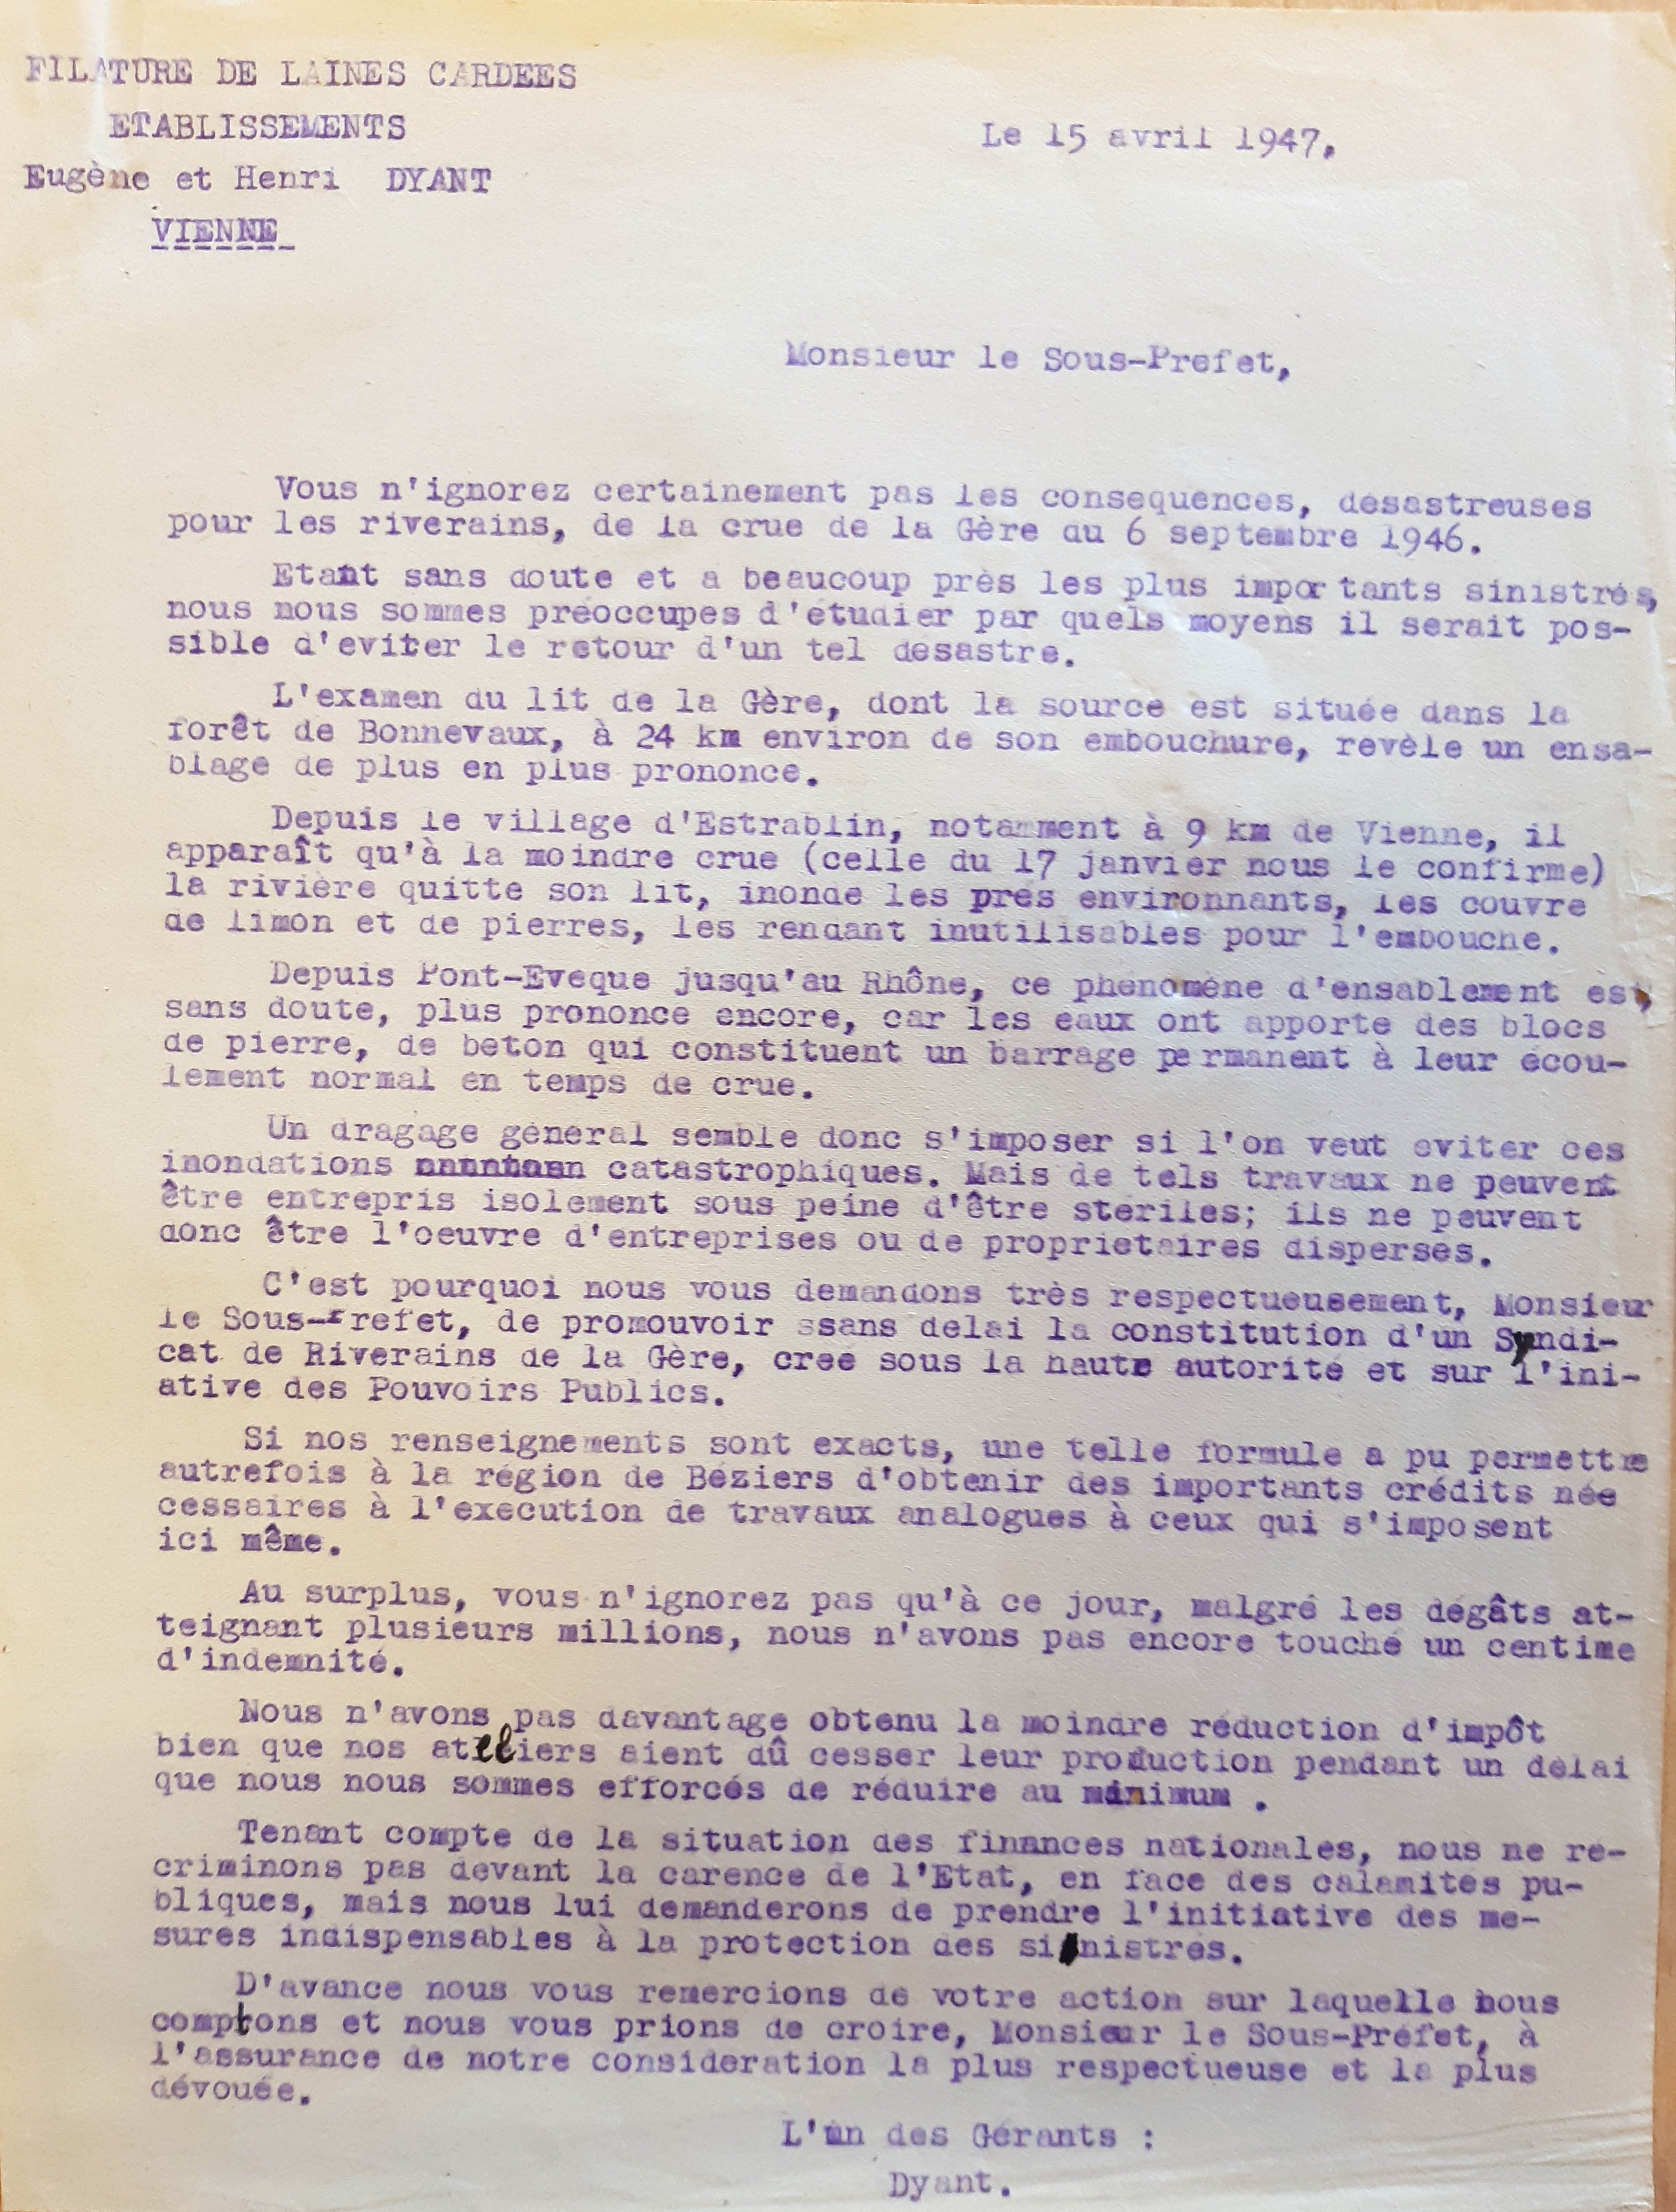 FILATURE DE LAINES CARDEES
ETABLISSEMENTS
Eugène et Henri DYANT
VIENNE
Le 15 avril 1947.
Monsieur le Sous-Prefet,
Vous n'ignorez certainement pas les consequences, désastreuses
pour les riverains, de la crue de la Gère du 6 septembre 1946.
Etant sans doute et a beaucoup près les plus importants sinistrés,
nous nous sommes préoccupes d'étudier par quels moyens il serait pos-
sible d'eviter le retour d'un tel désastre.
L'examen du lit de la Gère, dont la source est située dans la
forêt de Bonnevaux, à 24 km environ de son embouchure, revèle un ensa-
blage de plus en plus prononce.
Depuis le village d'Estrablin, notamment à 9 km de Vienne, il
apparaît qu'à la moindre crue (celle du 17 janvier nous le confirme)
la rivière quitte son lit, inonde les prés environnants, les couvre
de limon et de pierres, les rendant inutilisables pour l'embouche.
Depuis Pont-Eveque jusqu'au Rhône, ce phénomène d'ensablement est,
sans doute, plus prononce encore, car les eaux ont apporte des blocs
de pierre, de beton qui constituent un barrage permanent à leur écou-
lement normal en temps de crue.
Un dragage géneral semble donc s'imposer si l'on veut eviter ces
inondations catastrophiques. Mais de tels travaux ne peuvent
être entrepris isolement sous peine d'être steriles; ils ne peuvent
donc être l'oeuvre d'entreprises ou de proprietaires disperses.
C'est pourquoi nous vous demandons très respectueusement, Monsieur
le Sous-Prefet, de promouvoir ssans delai la constitution d'un Syndi-
cat de Riverains de la Gère, creé sous la haute autorité et sur l'ini-
ative des Pouvoirs Publics.
Si nos renseignements sont exacts, une telle formule a pu permettre
autrefois à la région de Béziers d'obtenir des importants crédits née
cessaires à l'execution de travaux analogues à ceux qui s'imposent
ici même.
Au surplus, vous n'ignorez pas qu'à ce jour, malgré les dégâts at-
teignant plusieurs millions, nous n'avons pas encore touché un centime
d'indemnité.
Nous n'avons pas davantage obtenu la moindre réduction d'impôt
bien que nos ateliers aient dû cesser leur production pendant un délai
que nous nous sommes efforcés de réduire au minimum .
Tenant compte de la situation des finances nationales, nous ne ré-
criminons pas devant la carence de l'Etat, en face des calamités pu-
bliques, mais nous lui demanderons de prendre l'initiative des me-
sures indispensables à la protection des sinistrés.
D'avance nous vous remercions de votre action sur laquelle nous
comptons et nous vous prions de croire, Monsieur le Sous-Préfet, à
l'assurance de notre consideration la plus respectueuse et la plus
dévouée.
L'un des Gérants :
Dyant.